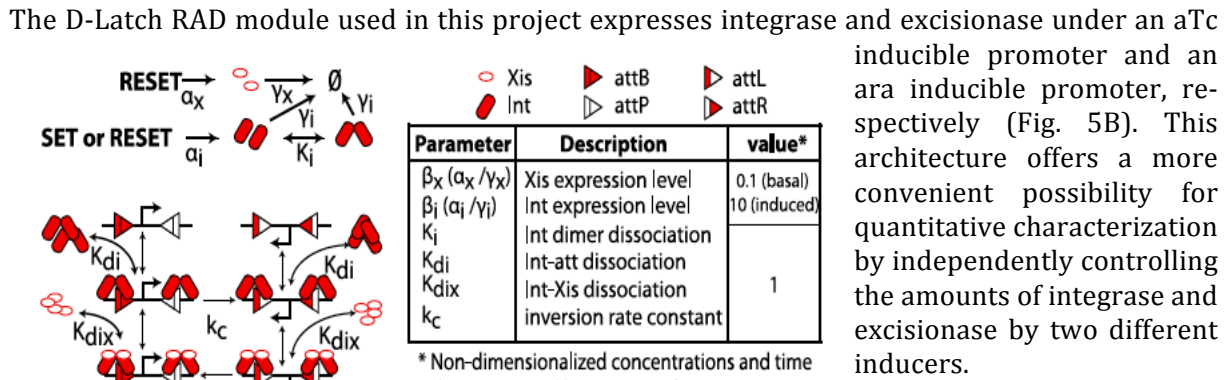 The D-Latch RAD module used in this project expresses integrase and excisionase under an aTc
inducible promoter and an
ara inducible promoter, re-
spectively (Fig. 5B). This
architecture offers a more
convenient possibility for
quantitative characterization
by independently controlling
the amounts of integrase and
excisionase by two different
inducers.
RESET αx γx Ø
γi γi
SET or RESET αi Ki
Kdi Kdi
kc
Kdix Kdix
Xis attB attL
Int attP attR
Parameter Description value*
βx (αx /γx) Xis expression level 0.1 (basal)
βi (αi /γi) Int expression level 10 (induced)
Ki Int dimer dissociation
Kdi Int-att dissociation
Kdix Int-Xis dissociation 1
kc inversion rate constant
* Non-dimensionalized concentrations and time